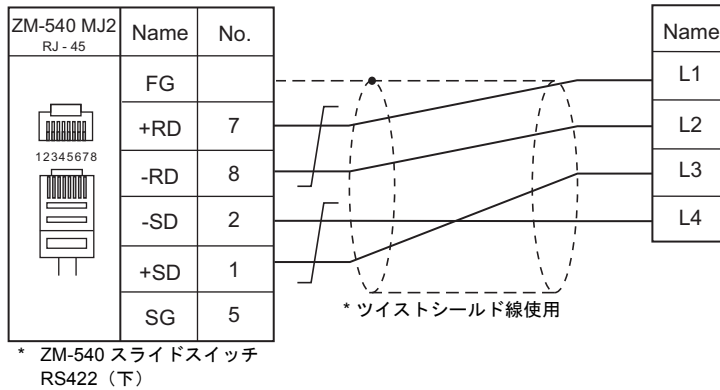 ZM-540 MJ2
RJ - 45
Name
No.
Name
FG
L1
+RD
7
L2
12345678
-RD
8
L3
-SD
2
L4
+SD
1
SG
5
* ツイストシールド線使用
* ZM-540 スライドスイッチ
RS422（下）